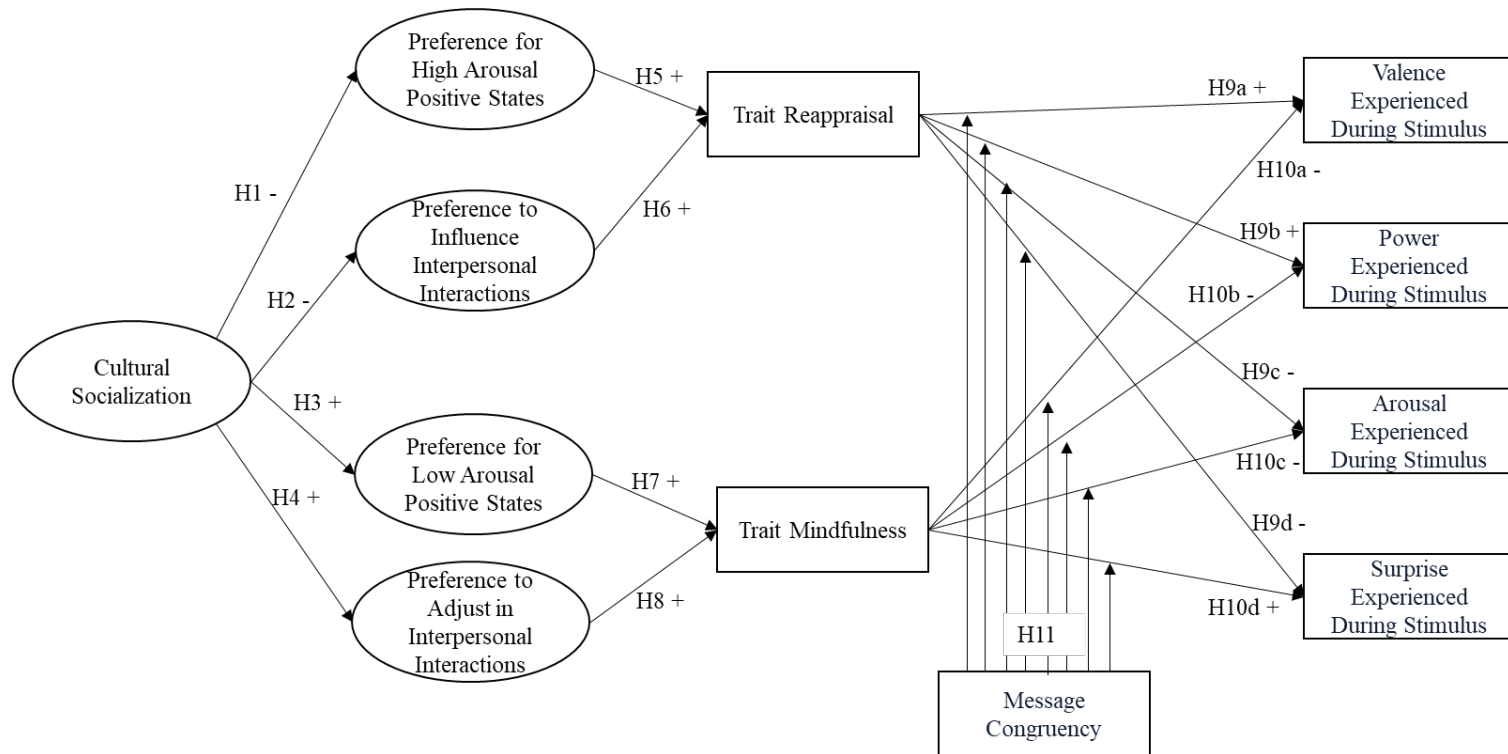 Preference for
High Arousal
Positive States
H5 +
Trait Reappraisal
H9a +
Valence
Experienced
During Stimulus
H1 -
Preference to
Influence
Interpersonal
Interactions
H6 +
H10a -
H9b +
Power
Experienced
During Stimulus
H2 -
H10b -
Cultural
Socialization
H3 +
H9c -
Arousal
Experienced
During Stimulus
H4 +
Preference for
Low Arousal
Positive States
H7 +
Trait Mindfulness
H10c -
H9d -
Preference to
Adjust in
Interpersonal
Interactions
H8 +
H10d +
Surprise
Experienced
During Stimulus
H11
Message
Congruency